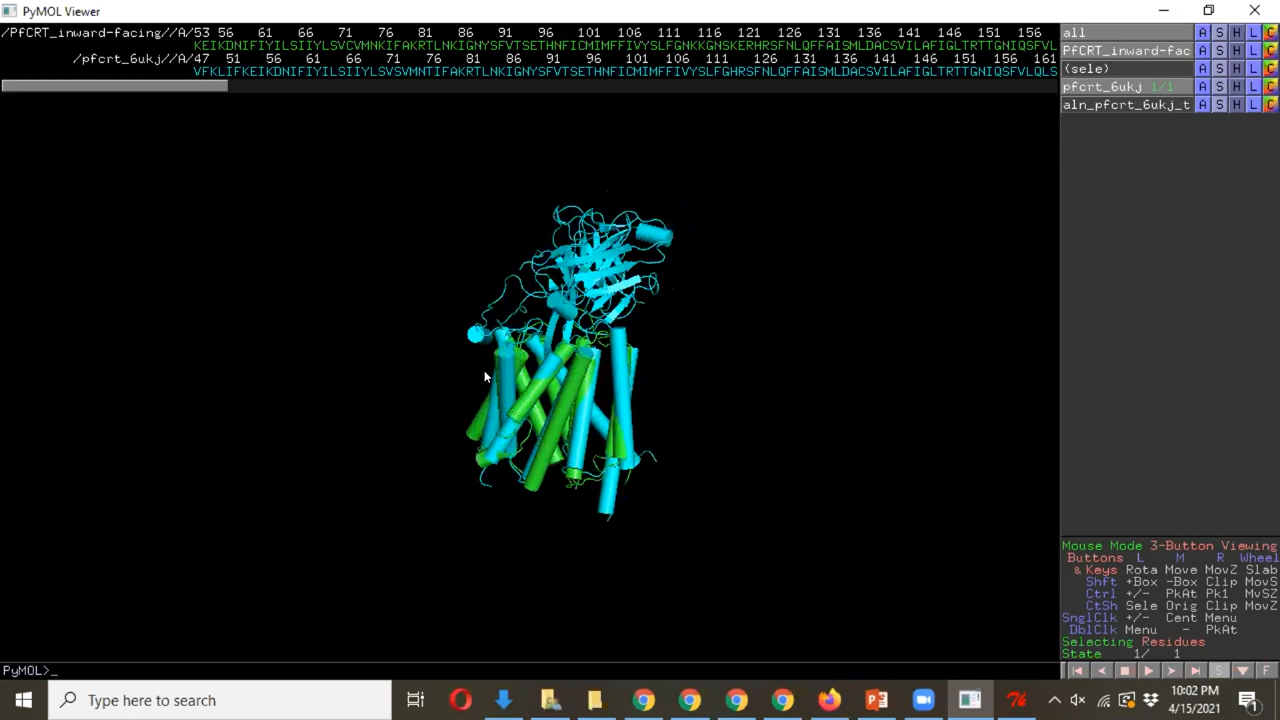 PyMOL Viewer
/PfCRT_inward-facing//A/53 56 61 66 71 76 81 86 91 96 101 106 111 116 121 126 131 136 141 146 151 156
KEIKDNIFIYILSIIYLSVCVMNKIFAKRTLNKIGNYSFVTSETHNFICMIMFFIVYSLFGNKKGNSKERHRSFNLQFFAISMLDACSVILAFIGLTRTTGNIQSFVL
/pfcrt_6ukj//A/47 51 56 61 66 71 76 81 86 91 96 101 106 111 126 131 136 141 146 151 156 161
VFKLIFKEIKDNIFIYILSIIYLSVSVMNTIFAKRTLNKIGNYSFVTSETHNFICMIMFFIVYSLFGHRSFNLQFFAISMLDACSVILAFIGLTRTTGNIQSFVLQLS
all A S H L C
PfCRT_inward-fac A S H L C
(sele) A S H L C
pfcrt_6ukj 1/1 A S H L C
aln_pfcrt_6ukj_t A S H L C
Mouse Mode 3-Button Viewing
Buttons L M R Wheel
& Keys Rota Move MovZ Slab
Shft +Box -Box Clip MovS
Ctrl +/- PkAt Pk1 MvSZ
CtSh Sele Orig Clip MovZ
SnglClk +/- Cent Menu
DblClk Menu - PkAt
Selecting Residues
State 1/ 1
PyMOL>_
S F
Type here to search
10:02 PM
4/15/2021
1